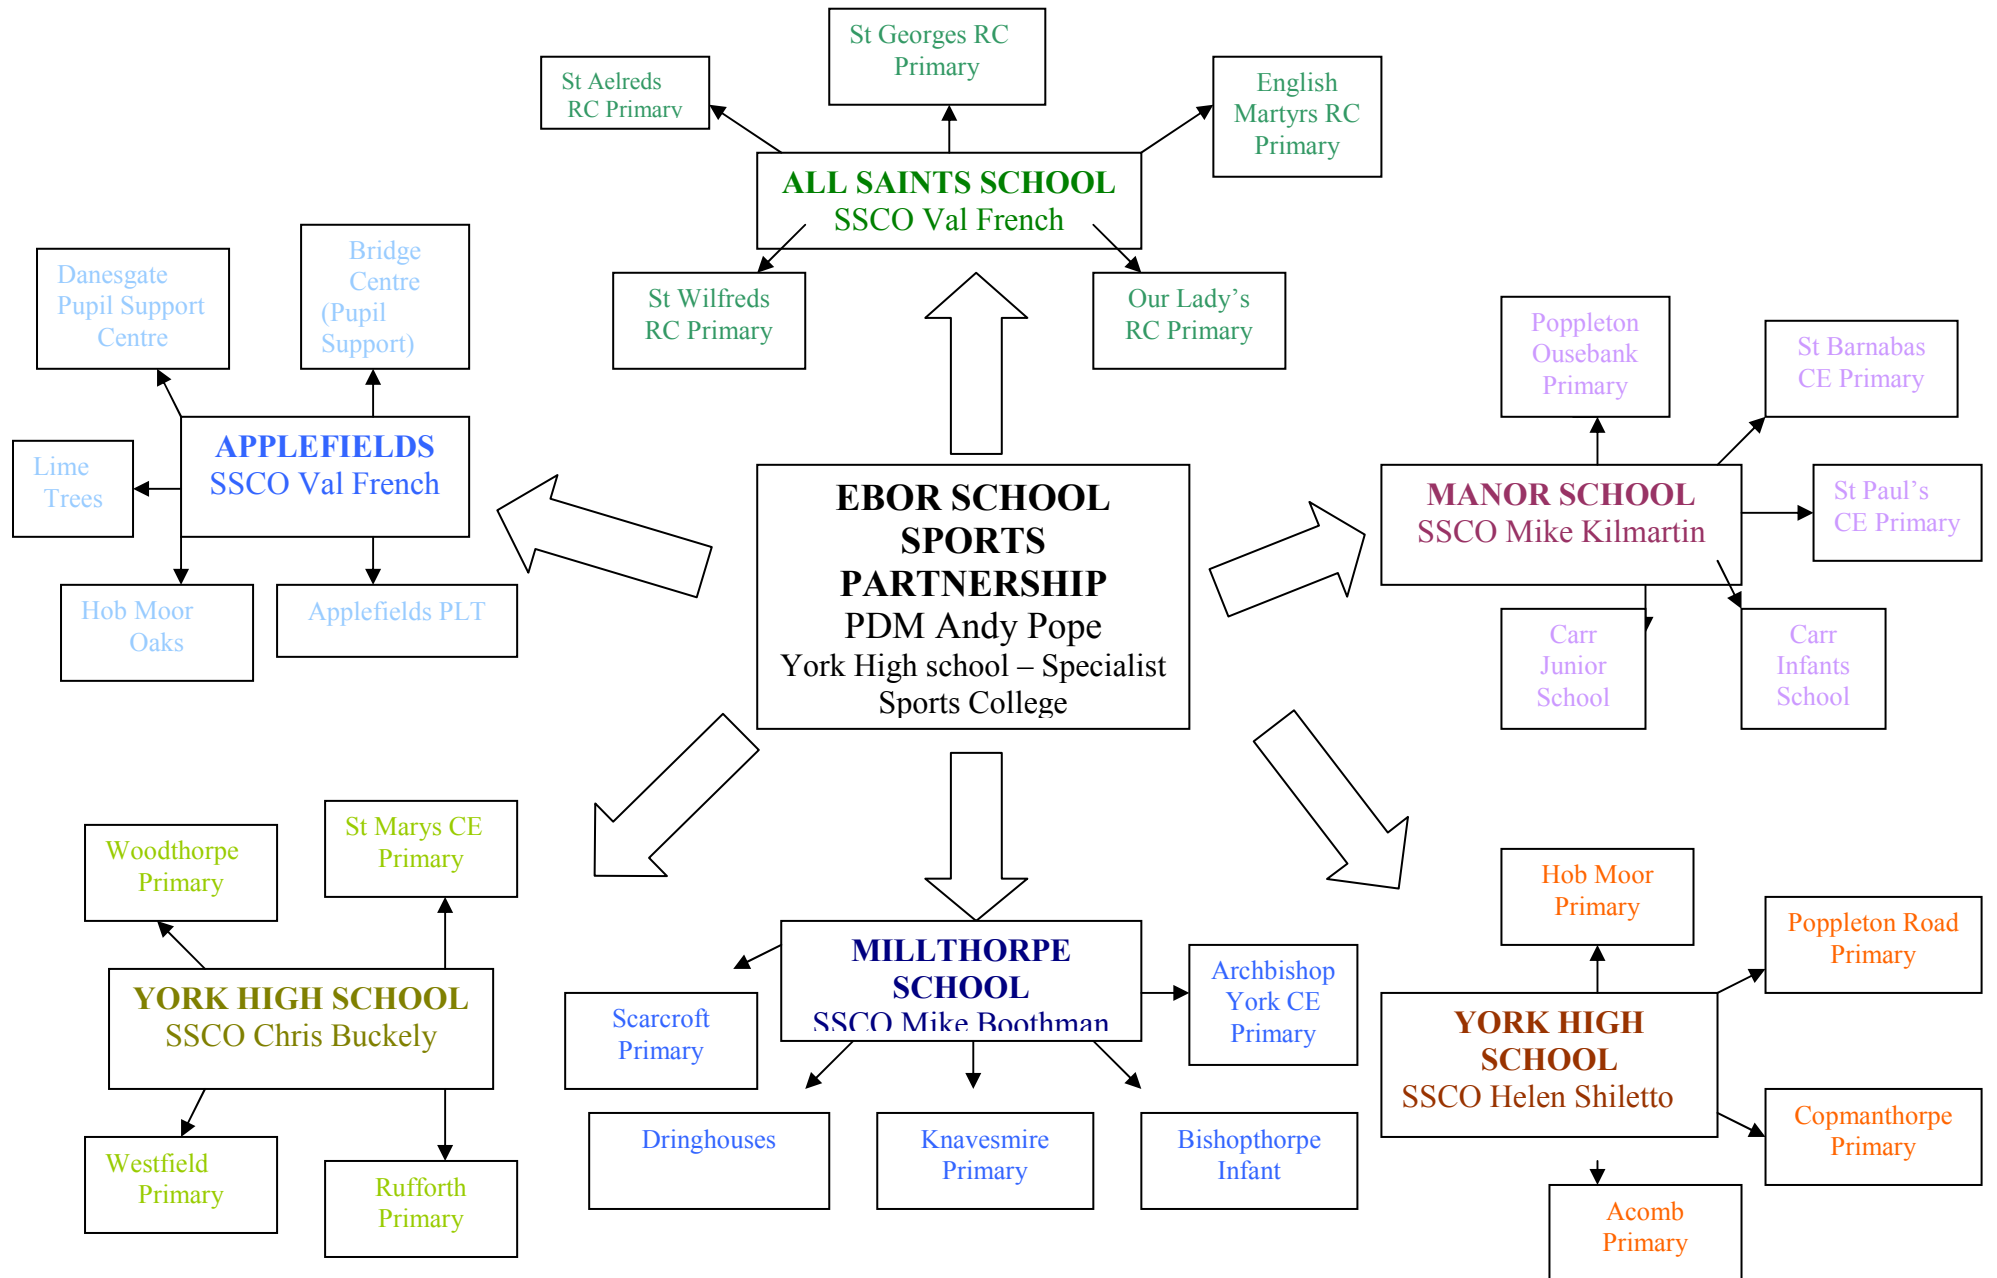 St Georges RC
Primary
St Aelreds
RC Primary
English
Martyrs RC
Primary
ALL SAINTS SCHOOL
SSCO Val French
St Wilfreds
RC Primary
Our Lady’s
RC Primary
Danesgate
Pupil Support
Centre
Bridge
Centre
(Pupil
Support)
APPLEFIELDS
SSCO Val French
Lime
Trees
Hob Moor
Oaks
Applefields PLT
EBOR SCHOOL
SPORTS
PARTNERSHIP
PDM Andy Pope
York High school – Specialist
Sports College
Poppleton
Ousebank
Primary
St Barnabas
CE Primary
MANOR SCHOOL
SSCO Mike Kilmartin
St Paul’s
CE Primary
Carr
Junior
School
Carr
Infants
School
Woodthorpe
Primary
St Marys CE
Primary
YORK HIGH SCHOOL
SSCO Chris Buckely
Westfield
Primary
Rufforth
Primary
MILLTHORPE
SCHOOL
SSCO Mike Boothman
Scarcroft
Primary
Archbishop
York CE
Primary
Dringhouses
Knavesmire
Primary
Bishopthorpe
Infant
Hob Moor
Primary
Poppleton Road
Primary
YORK HIGH
SCHOOL
SSCO Helen Shiletto
Copmanthorpe
Primary
Acomb
Primary